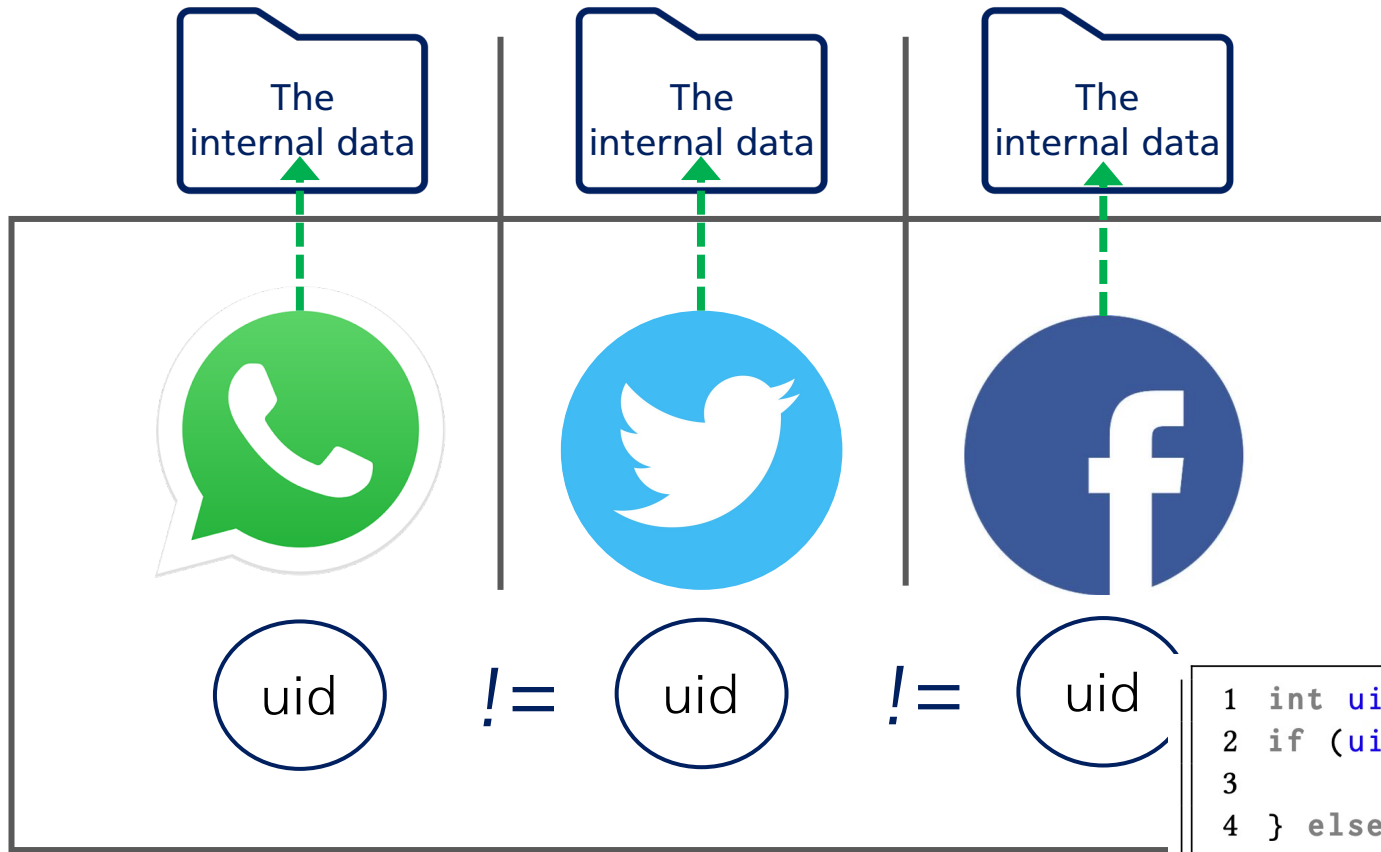 The
internal data
The
internal data
The
internal data
uid
!=
uid
!=
uid
1 int
2 if (
3
4 } else